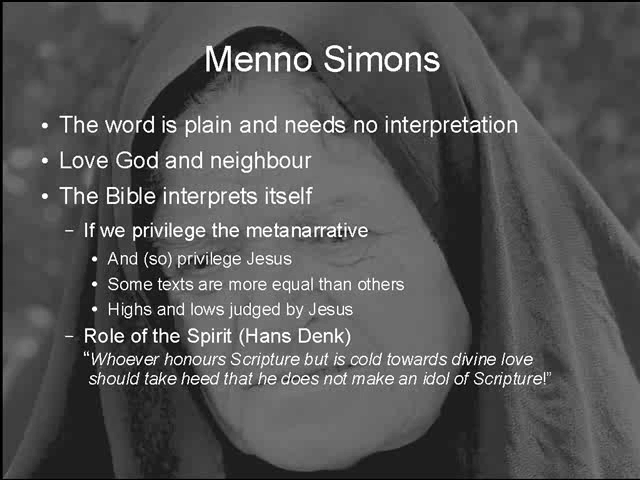 Menno Simons
• The word is plain and needs no interpretation
• Love God and neighbour
• The Bible interprets itself
– If we privilege the metanarrative
• And (so) privilege Jesus
• Some texts are more equal than others
• Highs and lows judged by Jesus
– Role of the Spirit (Hans Denk)
“Whoever honours Scripture but is cold towards divine love
should take heed that he does not make an idol of Scripture!”